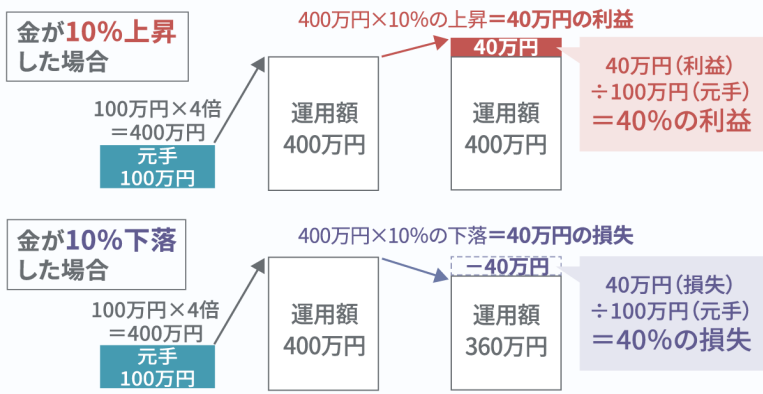 金が10%上昇
した場合
400万円×10%の上昇＝40万円の利益
100万円×4倍
＝400万円
元手
100万円
運用額
400万円
40万円
運用額
400万円
40万円（利益）
÷100万円（元手）
＝40%の利益
金が10%下落
した場合
400万円×10%の下落＝40万円の損失
100万円×4倍
＝400万円
元手
100万円
運用額
400万円
－40万円
運用額
360万円
40万円（損失）
÷100万円（元手）
＝40%の損失